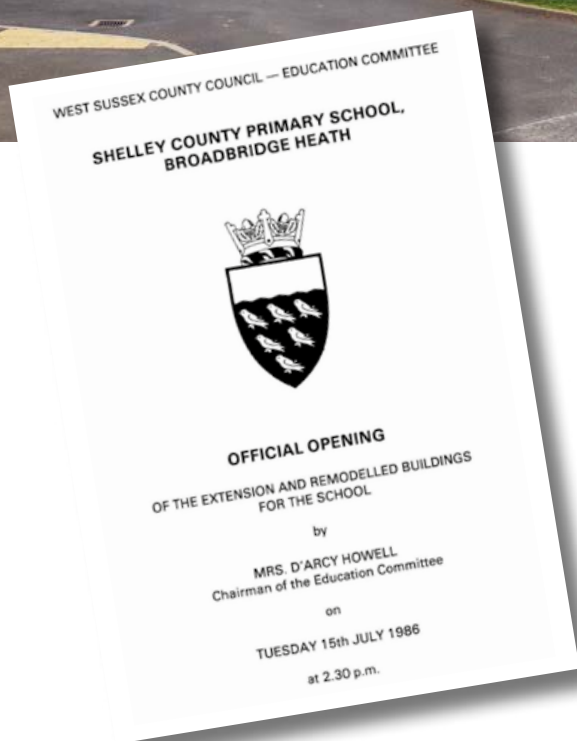 WEST SUSSEX COUNTY COUNCIL — EDUCATION COMMITTEE
SHELLEY COUNTY PRIMARY SCHOOL,
BROADBRIDGE HEATH
OFFICIAL OPENING
OF THE EXTENSION AND REMODELLED BUILDINGS
FOR THE SCHOOL
by
MRS. D'ARCY HOWELL
Chairman of the Education Committee
on
TUESDAY 15th JULY 1986
at 2.30 p.m.